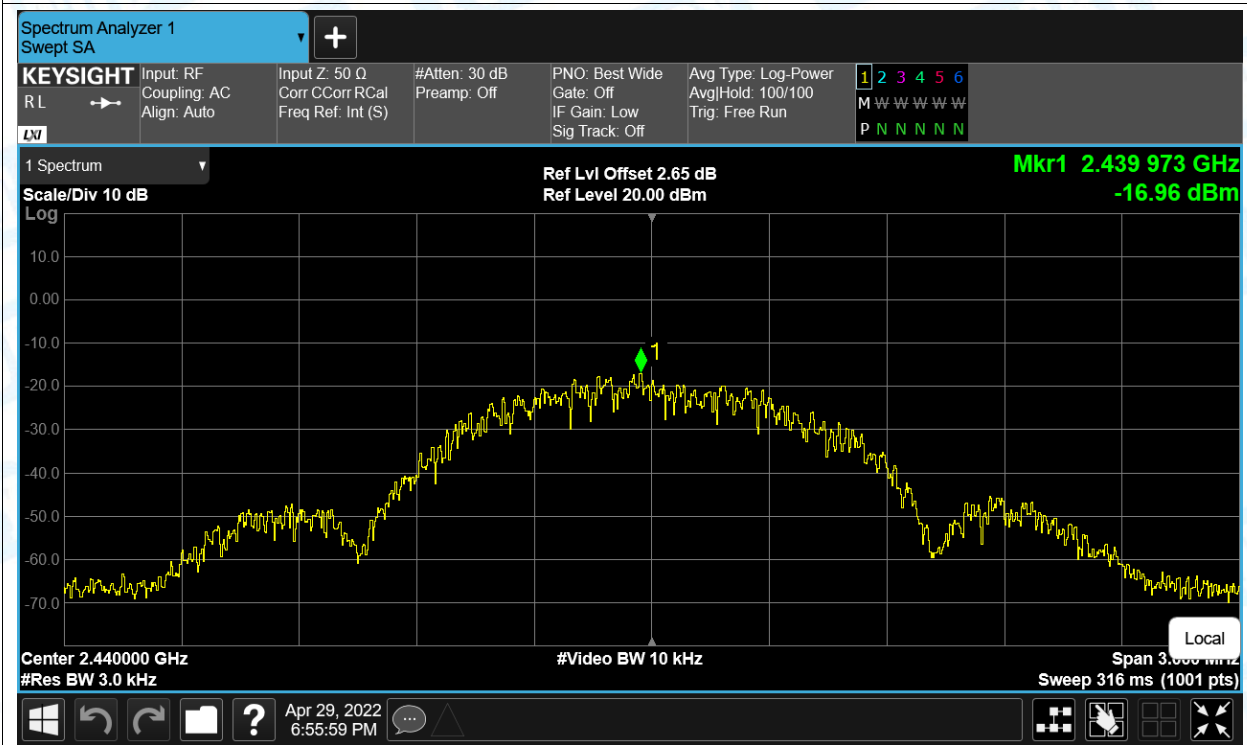 Spectrum Analyzer 1
Swept SA
KEYSIGHT
R L
LXI
Input: RF
Coupling: AC
Align: Auto
Input Z: 50 Ω
Corr CCorr RCal
Freq Ref: Int (S)
#Atten: 30 dB
Preamp: Off
PNO: Best Wide
Gate: Off
IF Gain: Low
Sig Track: Off
Avg Type: Log-Power
Avg|Hold: 100/100
Trig: Free Run
1 2 3 4 5 6
M W W W W W
P N N N N N
1 Spectrum
Scale/Div 10 dB
Log
Ref Lvl Offset 2.65 dB
Ref Level 20.00 dBm
Mkr1 2.439 973 GHz
-16.96 dBm
10.0
0.00
-10.0
1
-20.0
-30.0
-40.0
-50.0
-60.0
-70.0
Local
Center 2.440000 GHz
#Video BW 10 kHz
Span
#Res BW 3.0 kHz
Sweep 316 ms (1001 pts)
?
Apr 29, 2022
6:55:59 PM